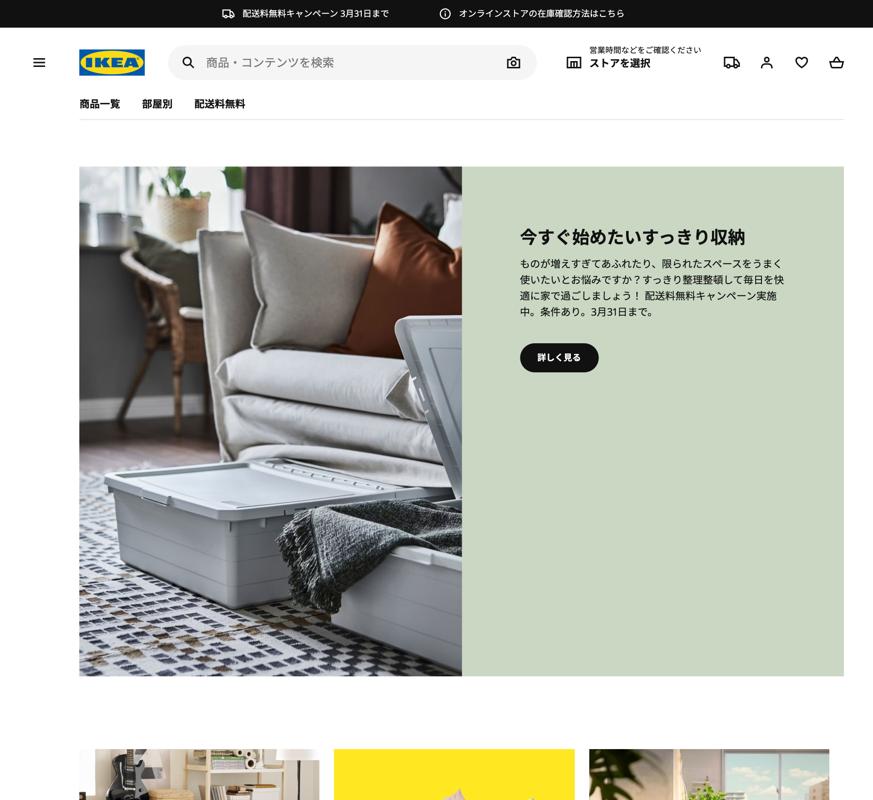 配送料無料キャンペーン 3月31日まで
オンラインストアの在庫確認方法はこちら
IKEA
商品・コンテンツを検索
営業時間などをご確認ください
ストアを選択
商品一覧
部屋別
配送料無料
今すぐ始めたいすっきり収納
ものが増えすぎてあふれたり、限られたスペースをうまく
使いたいとお悩みですか？すっきり整理整頓して毎日を快
適に家で過ごしましょう！ 配送料無料キャンペーン実施
中。条件あり。3月31日まで。
詳しく見る